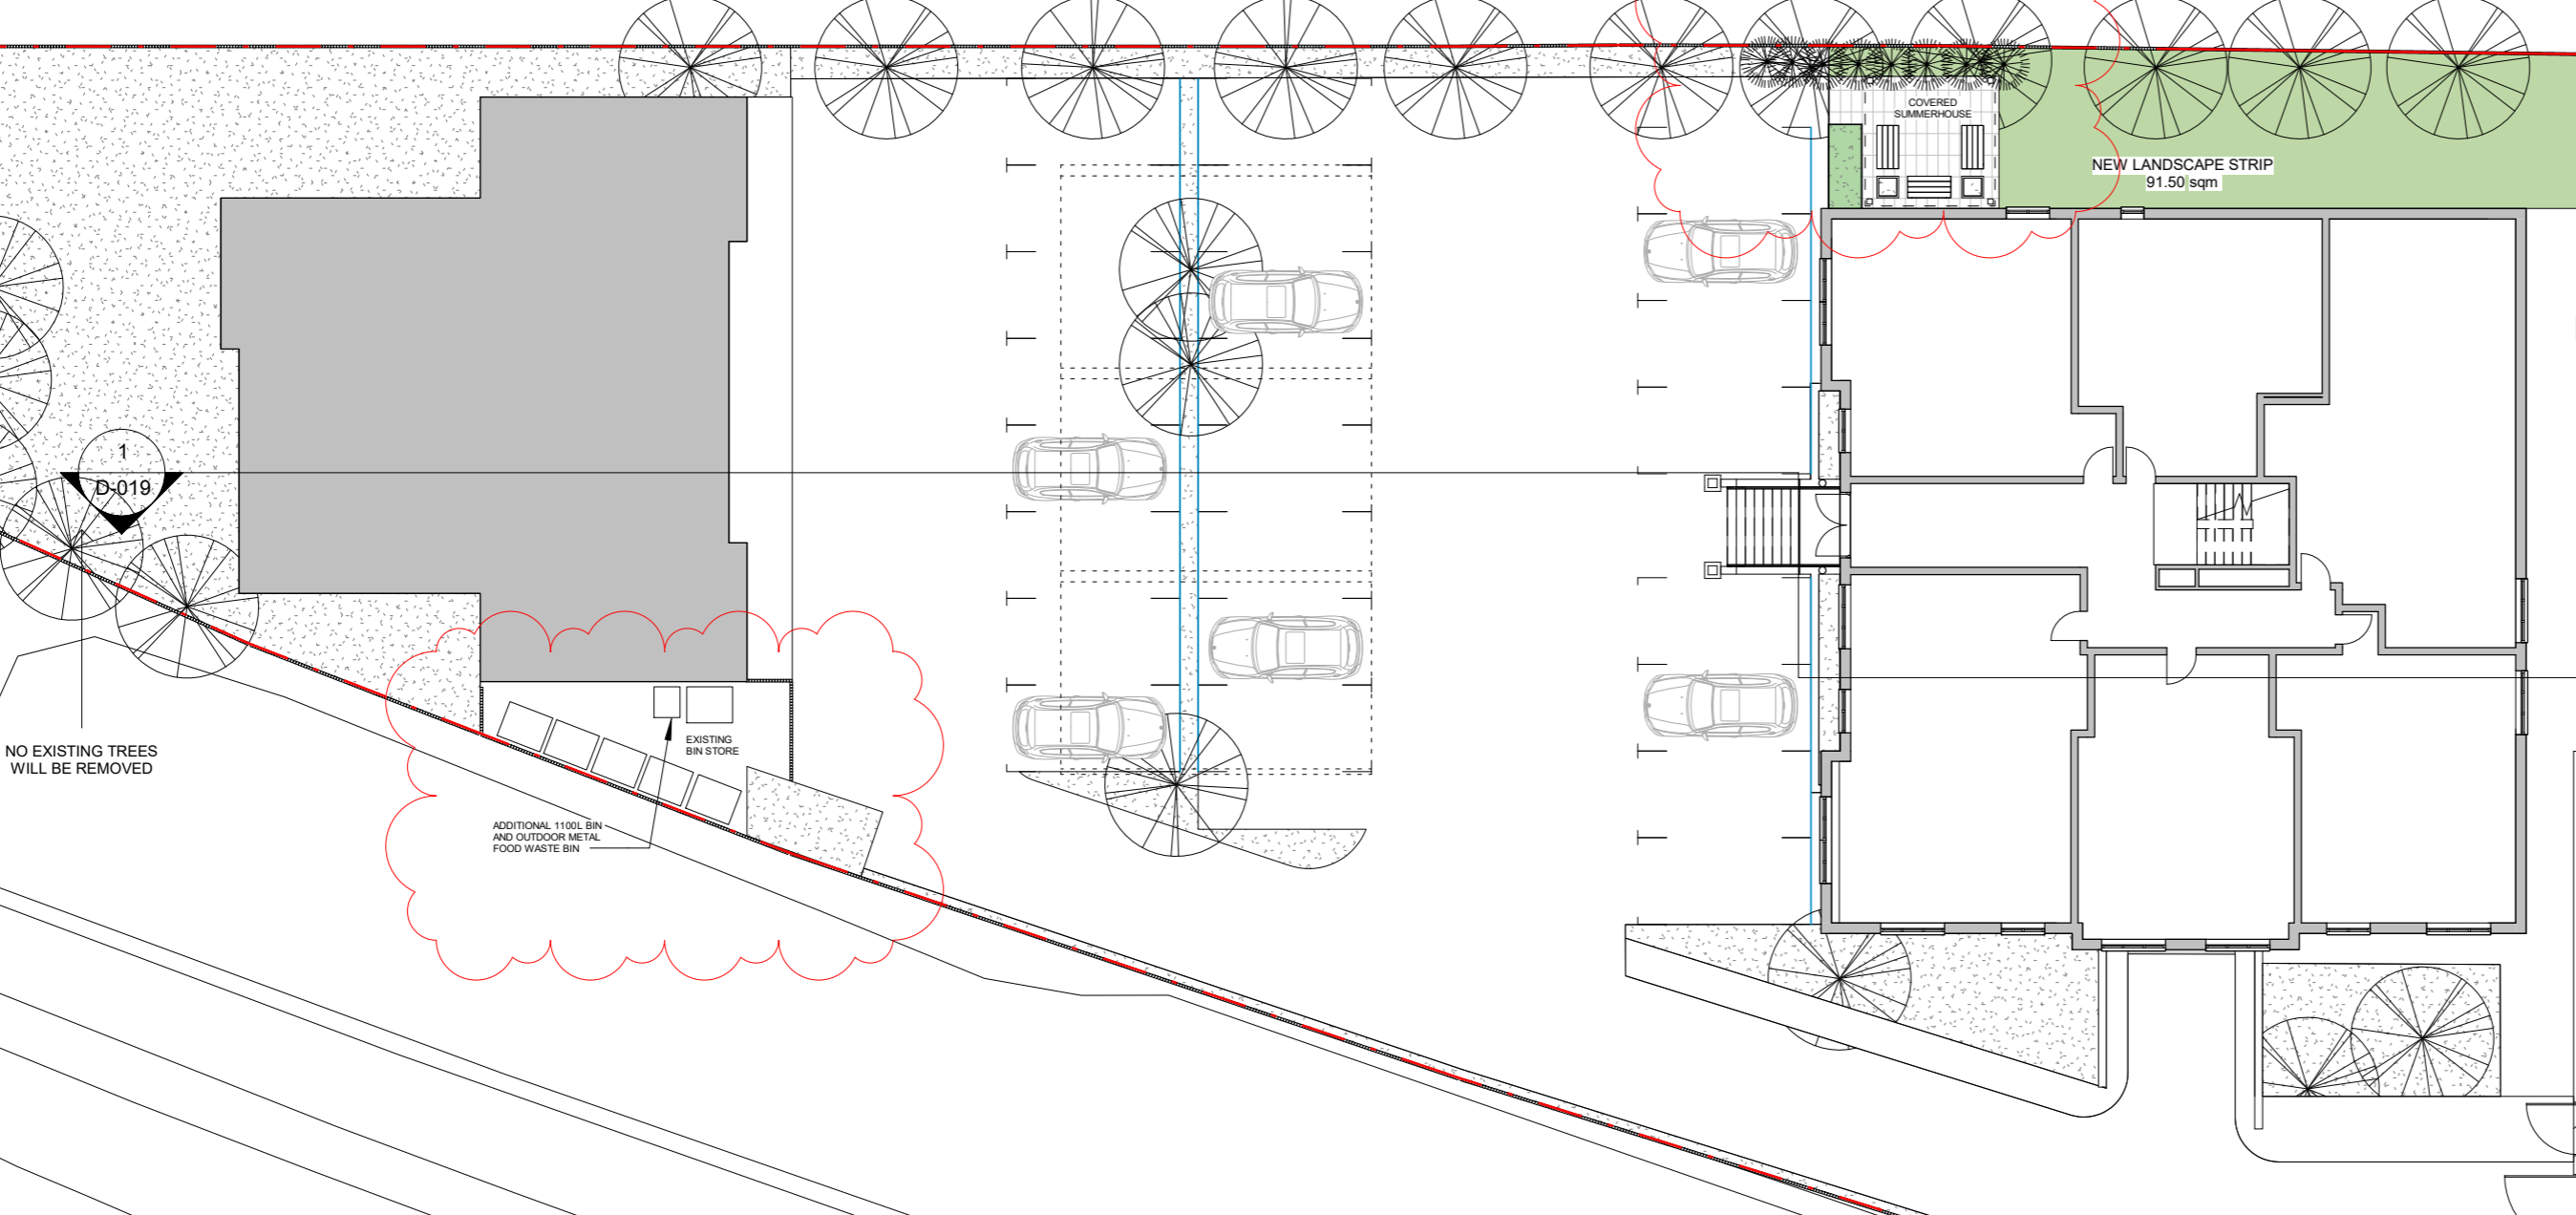 COVERED
SUMMERHOUSE
NEW LANDSCAPE STRIP
91.50 sqm
1
D-019
NO EXISTING TREES
WILL BE REMOVED
EXISTING
BIN STORE
ADDITIONAL 1100L BIN
AND OUTDOOR METAL
FOOD WASTE BIN